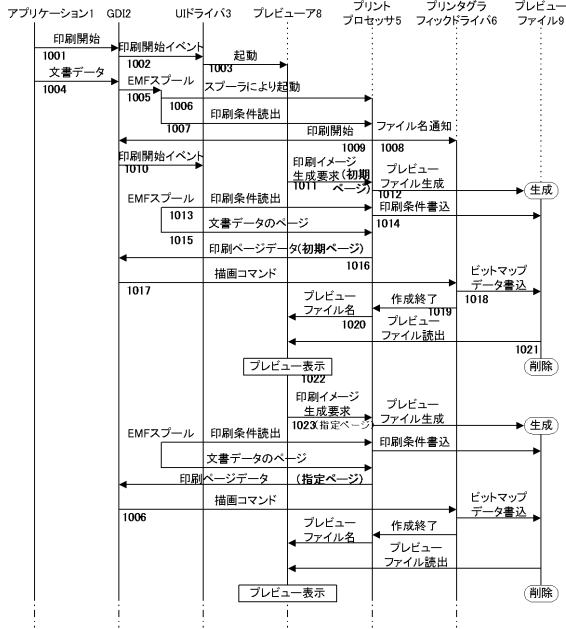 アプリケーション1
GDI2
UIドライバ3
プレビューア8
プリント
プロセッサ5
プリンタグラ
フィックドライバ6
プレビュー
ファイル9
印刷開始
1001
印刷開始イベント
1002
起動
1003
文書データ
1004
EMFスプール
1005
スプーラにより起動
1006
印刷条件読出
1007
ファイル名通知
1008
印刷開始
1009
印刷開始イベント
1010
印刷イメージ
生成要求(初期
ページ)
1011
プレビュー
ファイル生成
1012
生成
EMFスプール
印刷条件読出
1013
印刷条件書込
1014
文書データのページ
1015
印刷ページデータ(初期ページ)
1016
描画コマンド
1017
ビットマップ
データ書込
1018
作成終了
1019
プレビュー
ファイル名
1020
プレビュー
ファイル読出
1021
プレビュー表示
1022
削除
印刷イメージ
生成要求
1023(指定ページ)
プレビュー
ファイル生成
生成
EMFスプール
印刷条件読出
印刷条件書込
文書データのページ
印刷ページデータ (指定ページ)
描画コマンド
1006
ビットマップ
データ書込
作成終了
プレビュー
ファイル名
プレビュー
ファイル読出
プレビュー表示
削除